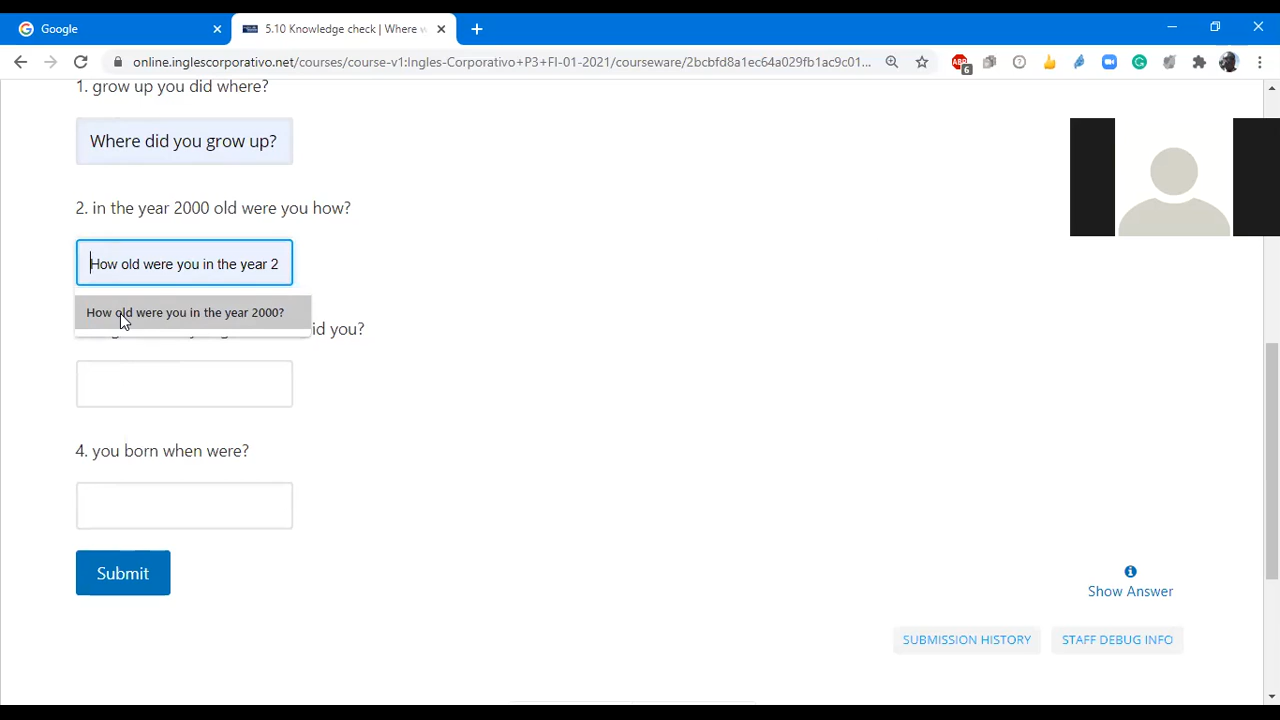 Google
5.10 Knowledge check | Where w
online.inglescorporativo.net/courses/course-v1:Ingles-Corporativo+P3+FI-01-2021/courseware/2bcbfd8a1ec64a029fb1ac9c01...
6
1. grow up you did where?
Where did you grow up?
2. in the year 2000 old were you how?
How old were you in the year 2
How old were you in the year 2000?
id you?
4. you born when were?
Submit
Show Answer
SUBMISSION HISTORY
STAFF DEBUG INFO